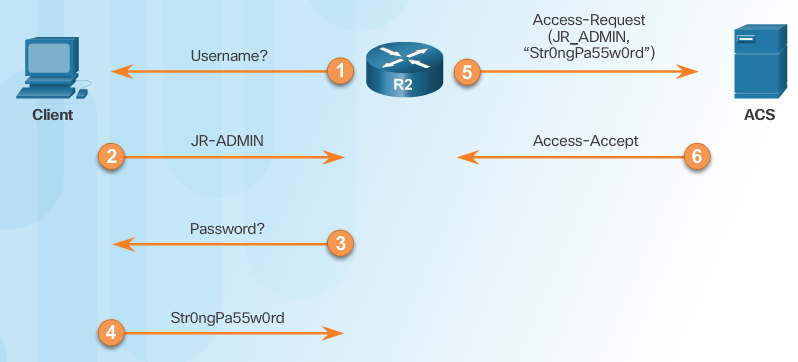 Username?
1
R2
5
Access-Request
(JR_ADMIN,
“Str0ngPa55w0rd”)
Client
ACS
2
JR-ADMIN
Access-Accept
6
Password?
3
4
Str0ngPa55w0rd